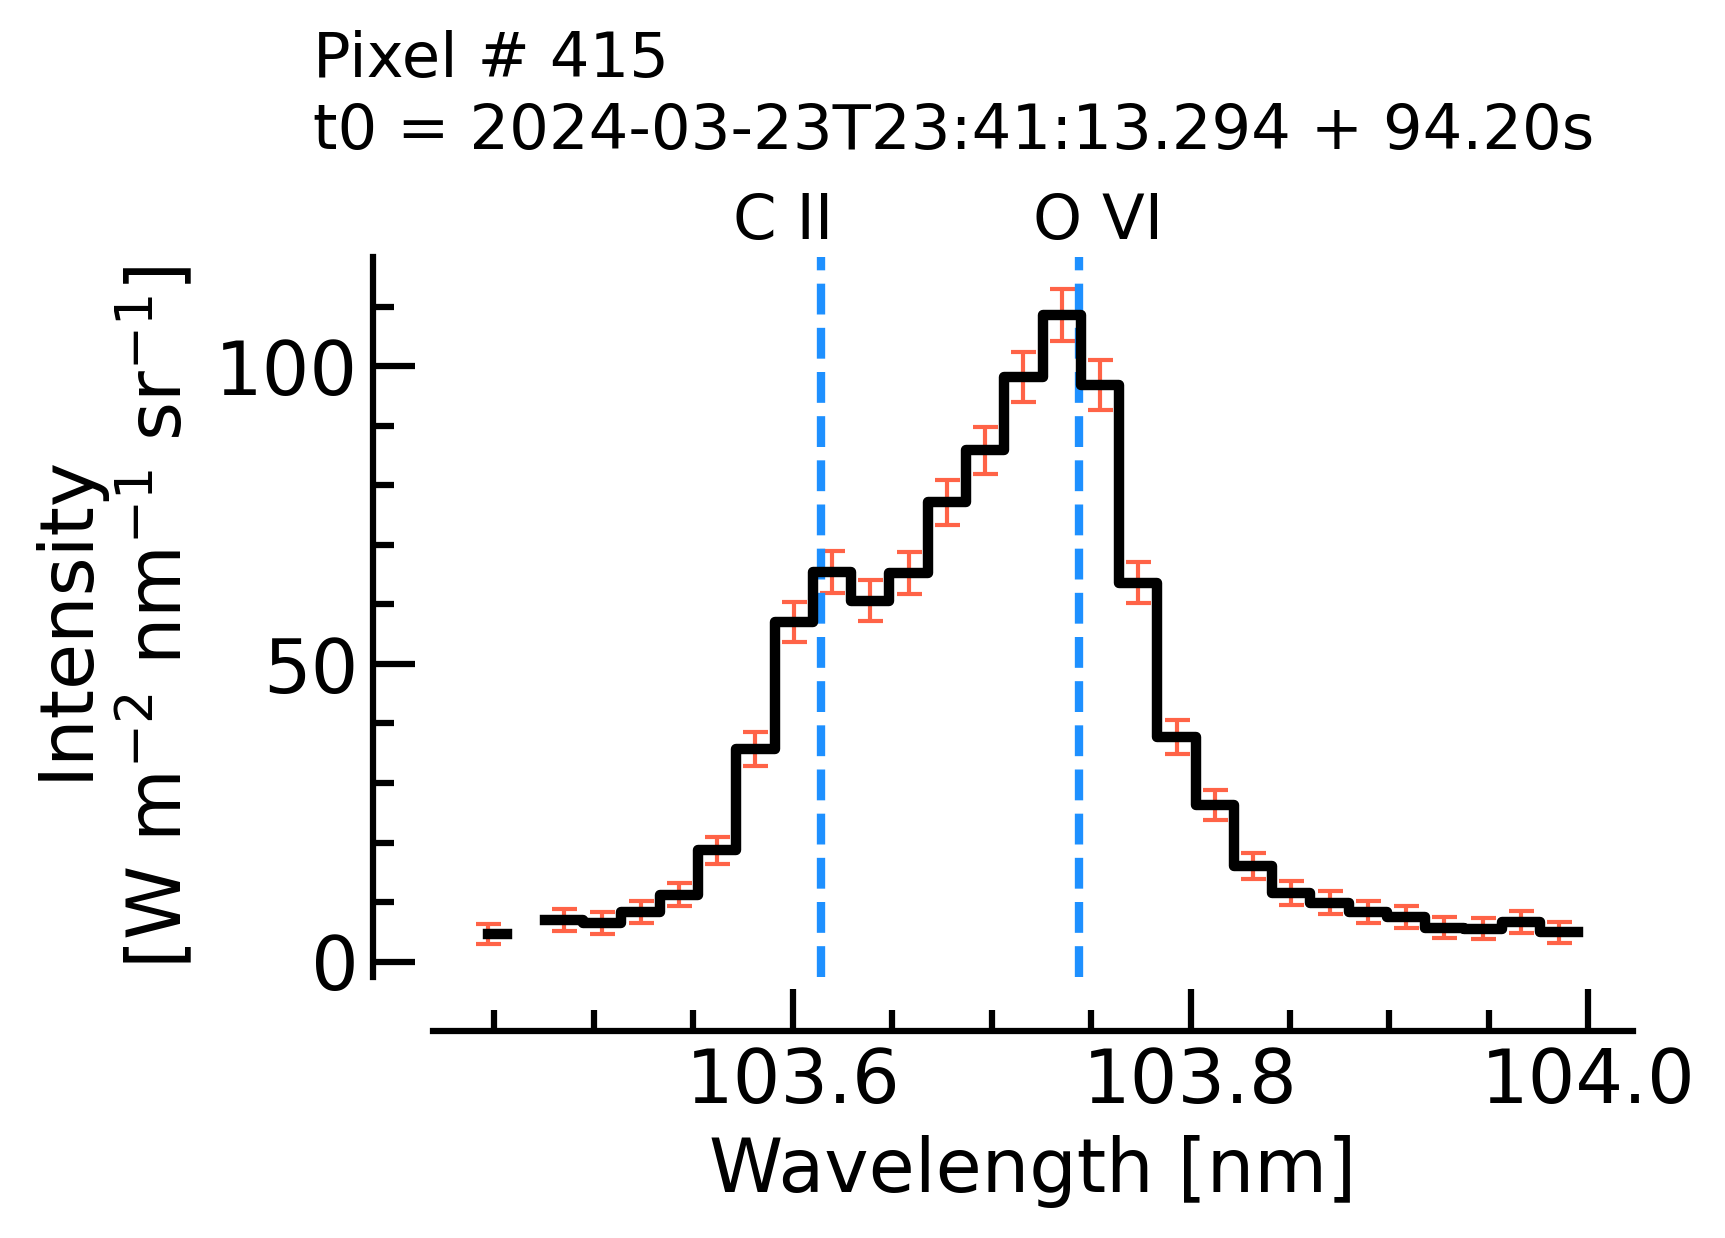 Pixel # 415
t0 = 2024-03-23T23:41:13.294 + 94.20s
C II
O VI
Intensity
[W m⁻² nm⁻¹ sr⁻¹]
100
50
0
103.6
103.8
104.0
Wavelength [nm]